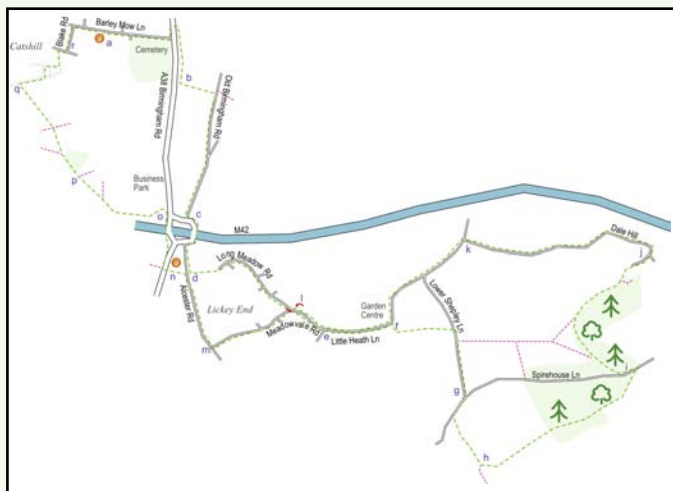 Blake Rd
Barley Mow Ln
a
r
Catshill
Cemetery
q
b
A38 Birmingham Rd
Old Birmingham Rd
p
Business
Park
c
o
M42
Dale Hill
k
j
n
d
Long Meadow Rd
Lower Shepley Ln
l
Lickey End
Garden
Centre
Alcester Rd
Meadowvale Rd
e
f
Little Heath Ln
m
i
Spirehouse Ln
g
h